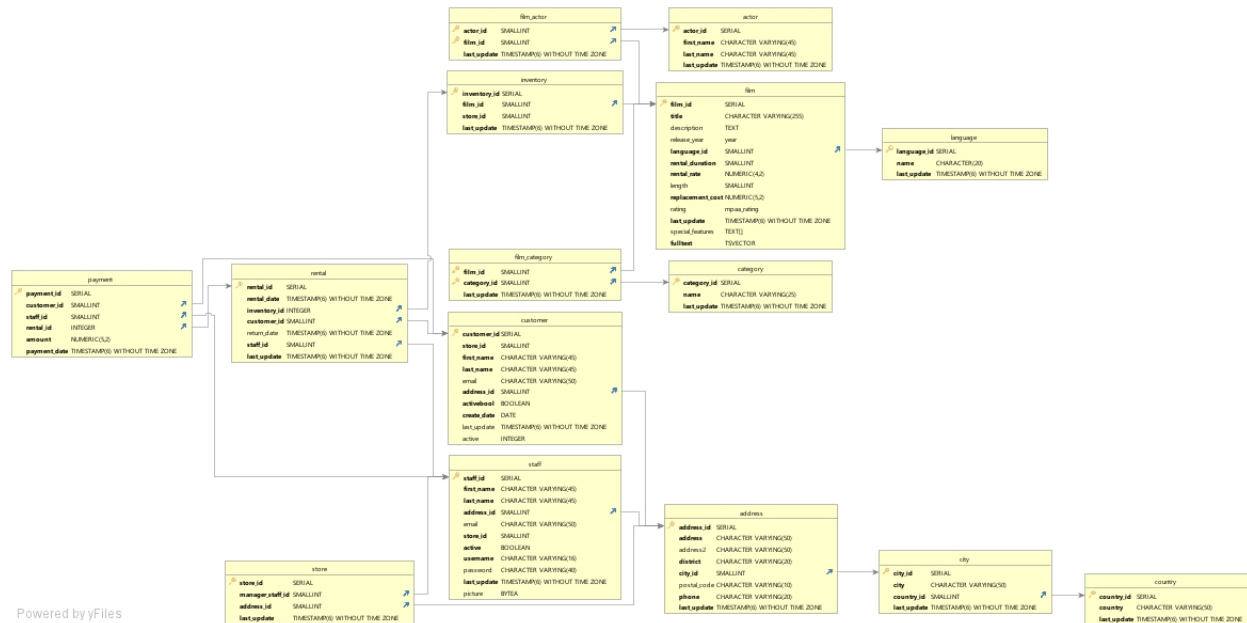 film_actor
actor_id SMALLINT
film_id SMALLINT
last_update TIMESTAMP(6) WITHOUT TIME ZONE
actor
actor_id SERIAL
first_name CHARACTER VARYING(45)
last_name CHARACTER VARYING(45)
last_update TIMESTAMP(6) WITHOUT TIME ZONE
inventory
inventory_id SERIAL
film_id SMALLINT
store_id SMALLINT
last_update TIMESTAMP(6) WITHOUT TIME ZONE
film
film_id SERIAL
title CHARACTER VARYING(255)
description TEXT
release_year year
language_id SMALLINT
rental_duration SMALLINT
rental_rate NUMERIC(4,2)
length SMALLINT
replacement_cost NUMERIC(5,2)
rating mpaa_rating
last_update TIMESTAMP(6) WITHOUT TIME ZONE
special_features TEXT[]
fulltext TSVECTOR
language
language_id SERIAL
name CHARACTER(20)
last_update TIMESTAMP(6) WITHOUT TIME ZONE
film_category
film_id SMALLINT
category_id SMALLINT
last_update TIMESTAMP(6) WITHOUT TIME ZONE
category
category_id SERIAL
name CHARACTER VARYING(25)
last_update TIMESTAMP(6) WITHOUT TIME ZONE
payment
payment_id SERIAL
customer_id SMALLINT
staff_id SMALLINT
rental_id INTEGER
amount NUMERIC(5,2)
payment_date TIMESTAMP(6) WITHOUT TIME ZONE
rental
rental_id SERIAL
rental_date TIMESTAMP(6) WITHOUT TIME ZONE
inventory_id INTEGER
customer_id SMALLINT
return_date TIMESTAMP(6) WITHOUT TIME ZONE
staff_id SMALLINT
last_update TIMESTAMP(6) WITHOUT TIME ZONE
customer
customer_id SERIAL
store_id SMALLINT
first_name CHARACTER VARYING(45)
last_name CHARACTER VARYING(45)
email CHARACTER VARYING(50)
address_id SMALLINT
activebool BOOLEAN
create_date DATE
last_update TIMESTAMP(6) WITHOUT TIME ZONE
active INTEGER
staff
staff_id SERIAL
first_name CHARACTER VARYING(45)
last_name CHARACTER VARYING(45)
address_id SMALLINT
email CHARACTER VARYING(50)
store_id SMALLINT
active BOOLEAN
username CHARACTER VARYING(16)
password CHARACTER VARYING(40)
last_update TIMESTAMP(6) WITHOUT TIME ZONE
picture BYTEA
address
address_id SERIAL
address CHARACTER VARYING(50)
address2 CHARACTER VARYING(50)
district CHARACTER VARYING(20)
city_id SMALLINT
postal_code CHARACTER VARYING(10)
phone CHARACTER VARYING(20)
last_update TIMESTAMP(6) WITHOUT TIME ZONE
city
city_id SERIAL
city CHARACTER VARYING(50)
country_id SMALLINT
last_update TIMESTAMP(6) WITHOUT TIME ZONE
country
country_id SERIAL
country CHARACTER VARYING(50)
last_update TIMESTAMP(6) WITHOUT TIME ZONE
store
store_id SERIAL
manager_staff_id SMALLINT
address_id SMALLINT
last_update TIMESTAMP(6) WITHOUT TIME ZONE
Powered by yFiles